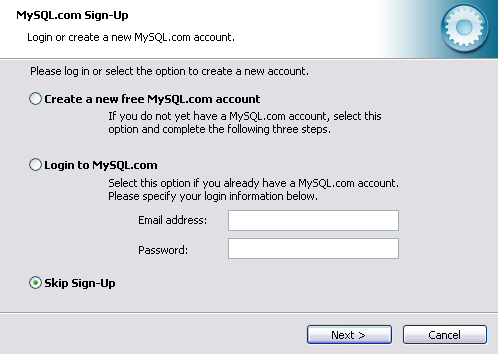 MySQL.com Sign-Up
Login or create a new MySQL.com account.
Please log in or select the option to create a new account.
Create a new free MySQL.com account
If you do not yet have a MySQL.com account, select this
option and complete the following three steps.
Login to MySQL.com
Select this option if you already have a MySQL.com account.
Please specify your login information below.
Email address:
Password:
Skip Sign-Up
Next >
Cancel